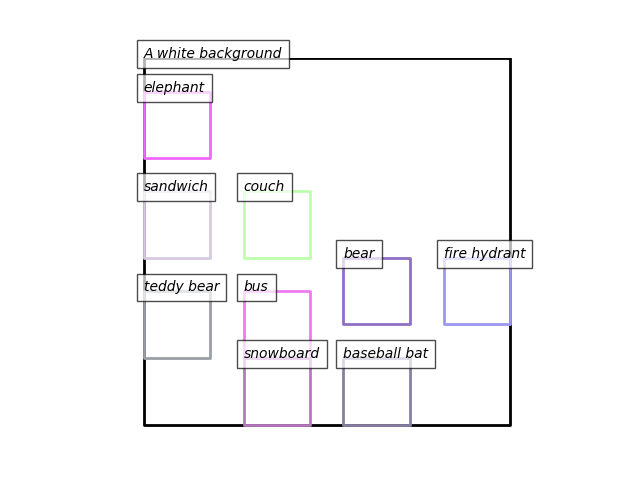 A white background
elephant
sandwich
couch
bear
fire hydrant
teddy bear
bus
snowboard
baseball bat